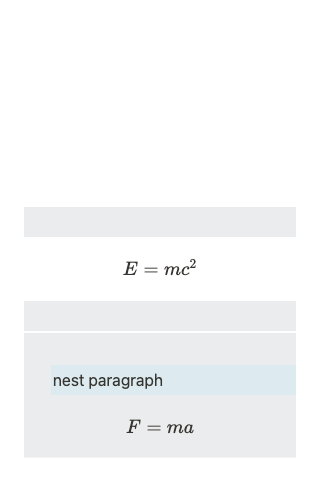 E = mc²
nest paragraph
F = ma